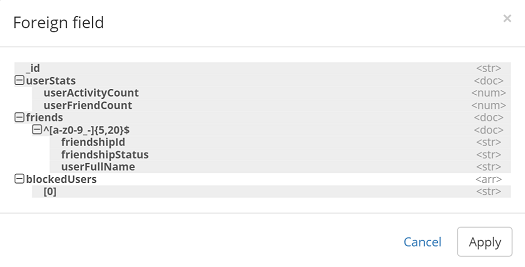 Foreign field ×
_id <str>
userStats <doc>
userActivityCount <num>
userFriendCount <num>
friends <doc>
^[a-z0-9_-]{5,20}$ <doc>
friendshipId <str>
friendshipStatus <str>
userFullName <str>
blockedUsers <arr>
[0] <str>
Cancel Apply